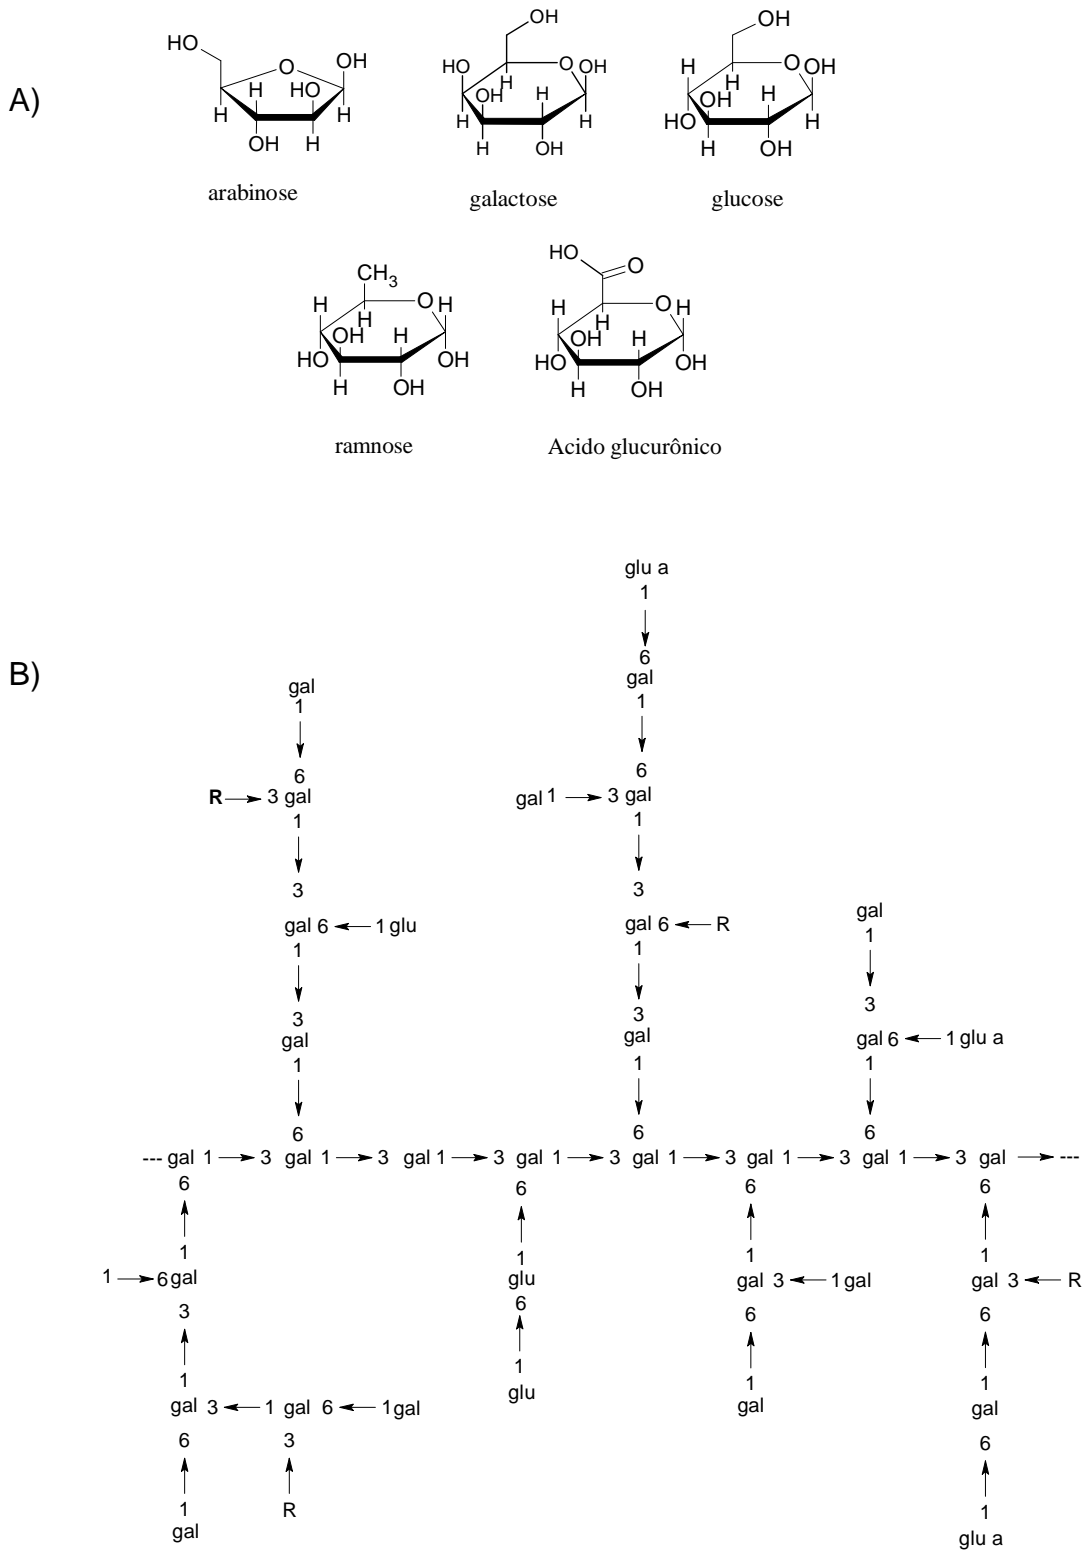 A)
HO O OH H HO H H OH H
arabinose
OH HO O OH H OH H H H H OH
galactose
OH H O OH OH H H HO H H OH
glucose
CH3 H O H H OH H HO OH H OH
ramnose
HO O H O H H OH H HO OH H OH
Acido glucurônico
B)
glu a
1
6
gal
1
gal
1
6
R 3 gal
1
6
gal 1 3 gal
1
3
gal 6 1 glu
1
3
gal 6 R
1
gal
1
3
gal
1
3
gal
1
3
gal 6 1 glu a
1
6
6
6
--- gal 1 3 gal 1 3 gal 1 3 gal 1 3 gal 1 3 gal 1 3 gal 1 3 gal ---
6 6 6 6
1 1 1 1
1 6 gal
glu
gal 3 1 gal
gal 3 R
3 6 6 6
1 1 1 1
gal 3 1 gal 6 1 gal
glu
gal
gal
6 3 6
1 R 1
gal
glu a